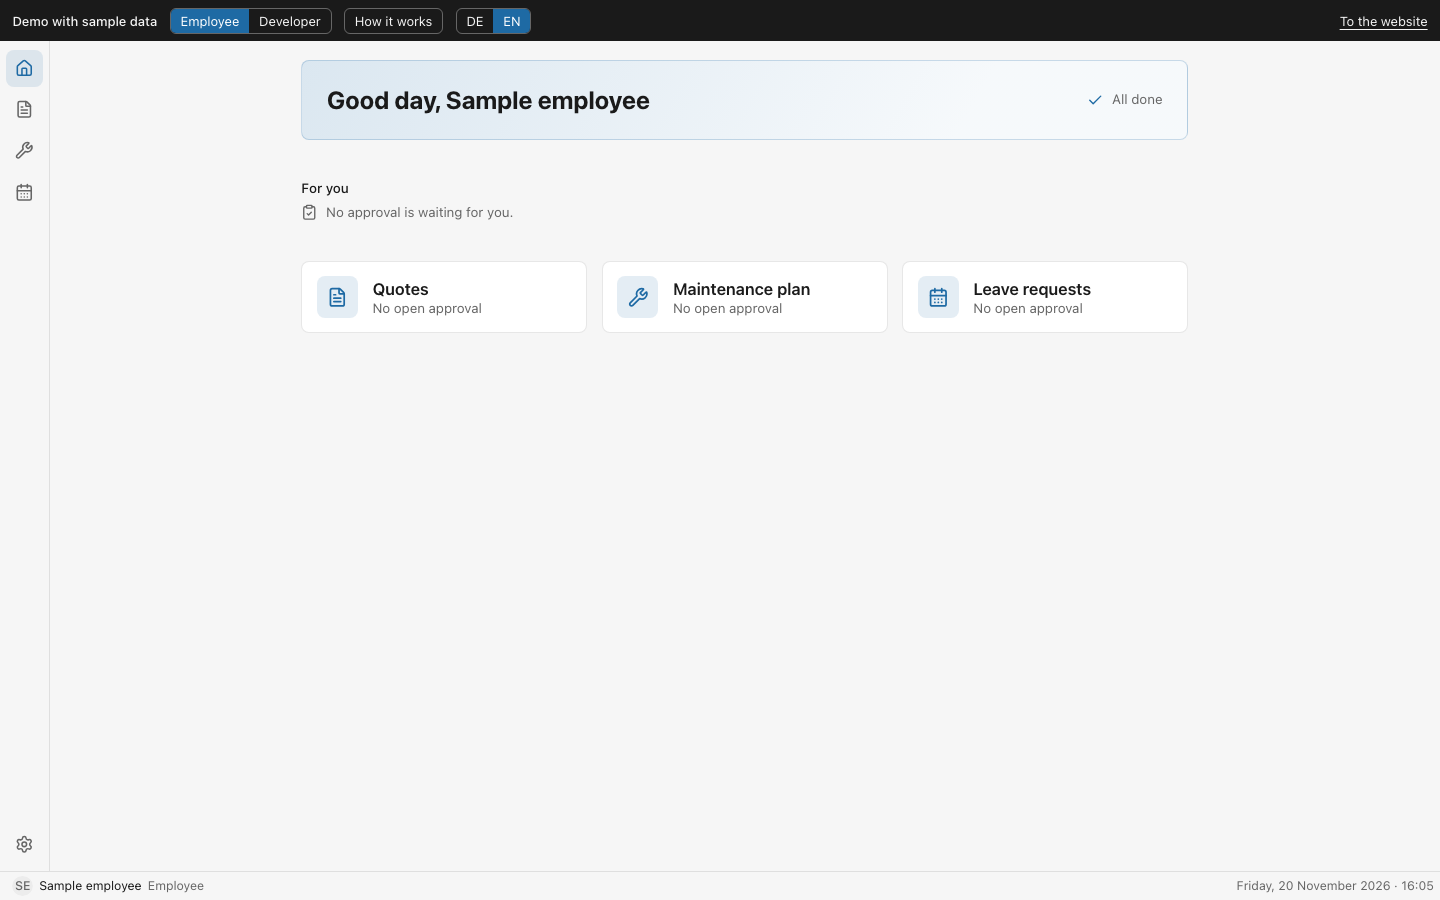 Demo with sample data Employee Developer How it works DE EN To the website
Good day, Sample employee All done
For you
No approval is waiting for you.
Quotes
No open approval
Maintenance plan
No open approval
Leave requests
No open approval
SE Sample employee Employee Friday, 20 November 2026 · 16:05